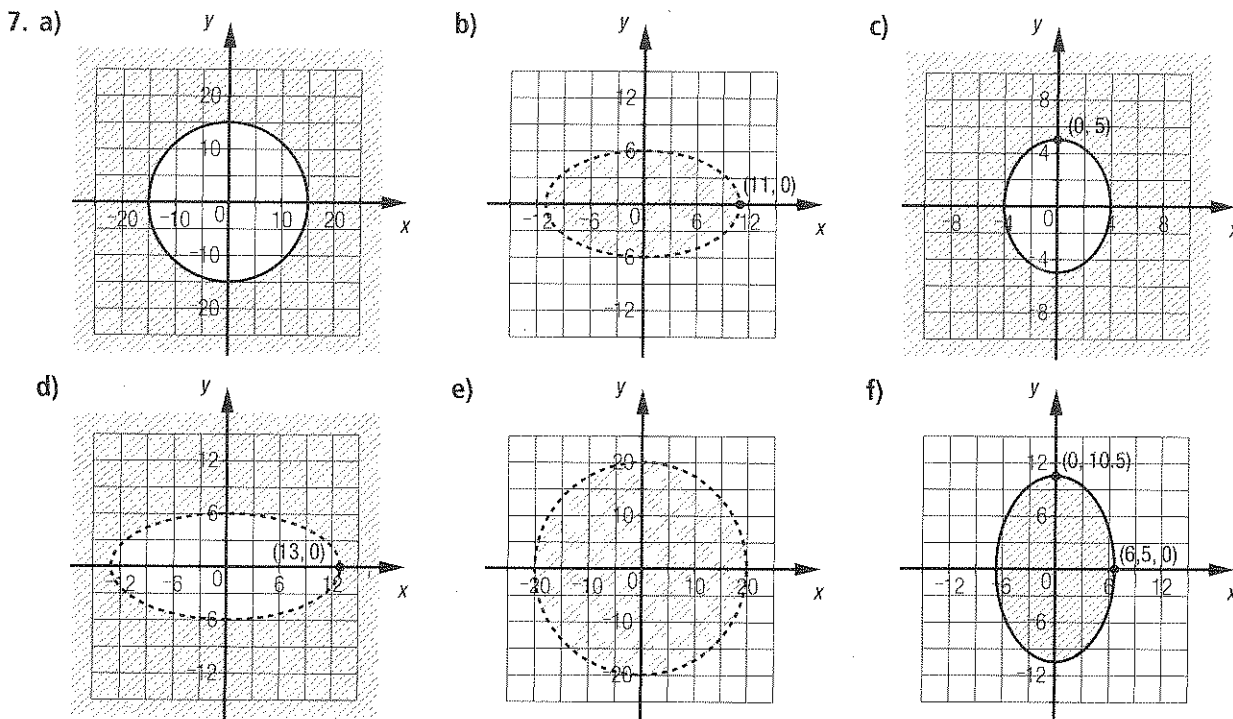 7. a) y b) y c) y
20 10 -20 -10 0 10 20 x -10 -20
12 6 (11, 0) -12 -6 0 6 12 x -6 -12
8 (0, 5) 4 -8 -4 0 4 8 x -4 -8
d) y e) y f) y
12 6 (13, 0) -12 -6 0 6 12 x -6 -12
20 10 -20 -10 0 10 20 x -10 -20
12 (0, 10.5) 6 (6,5, 0) -12 -6 0 6 12 x -6 -12